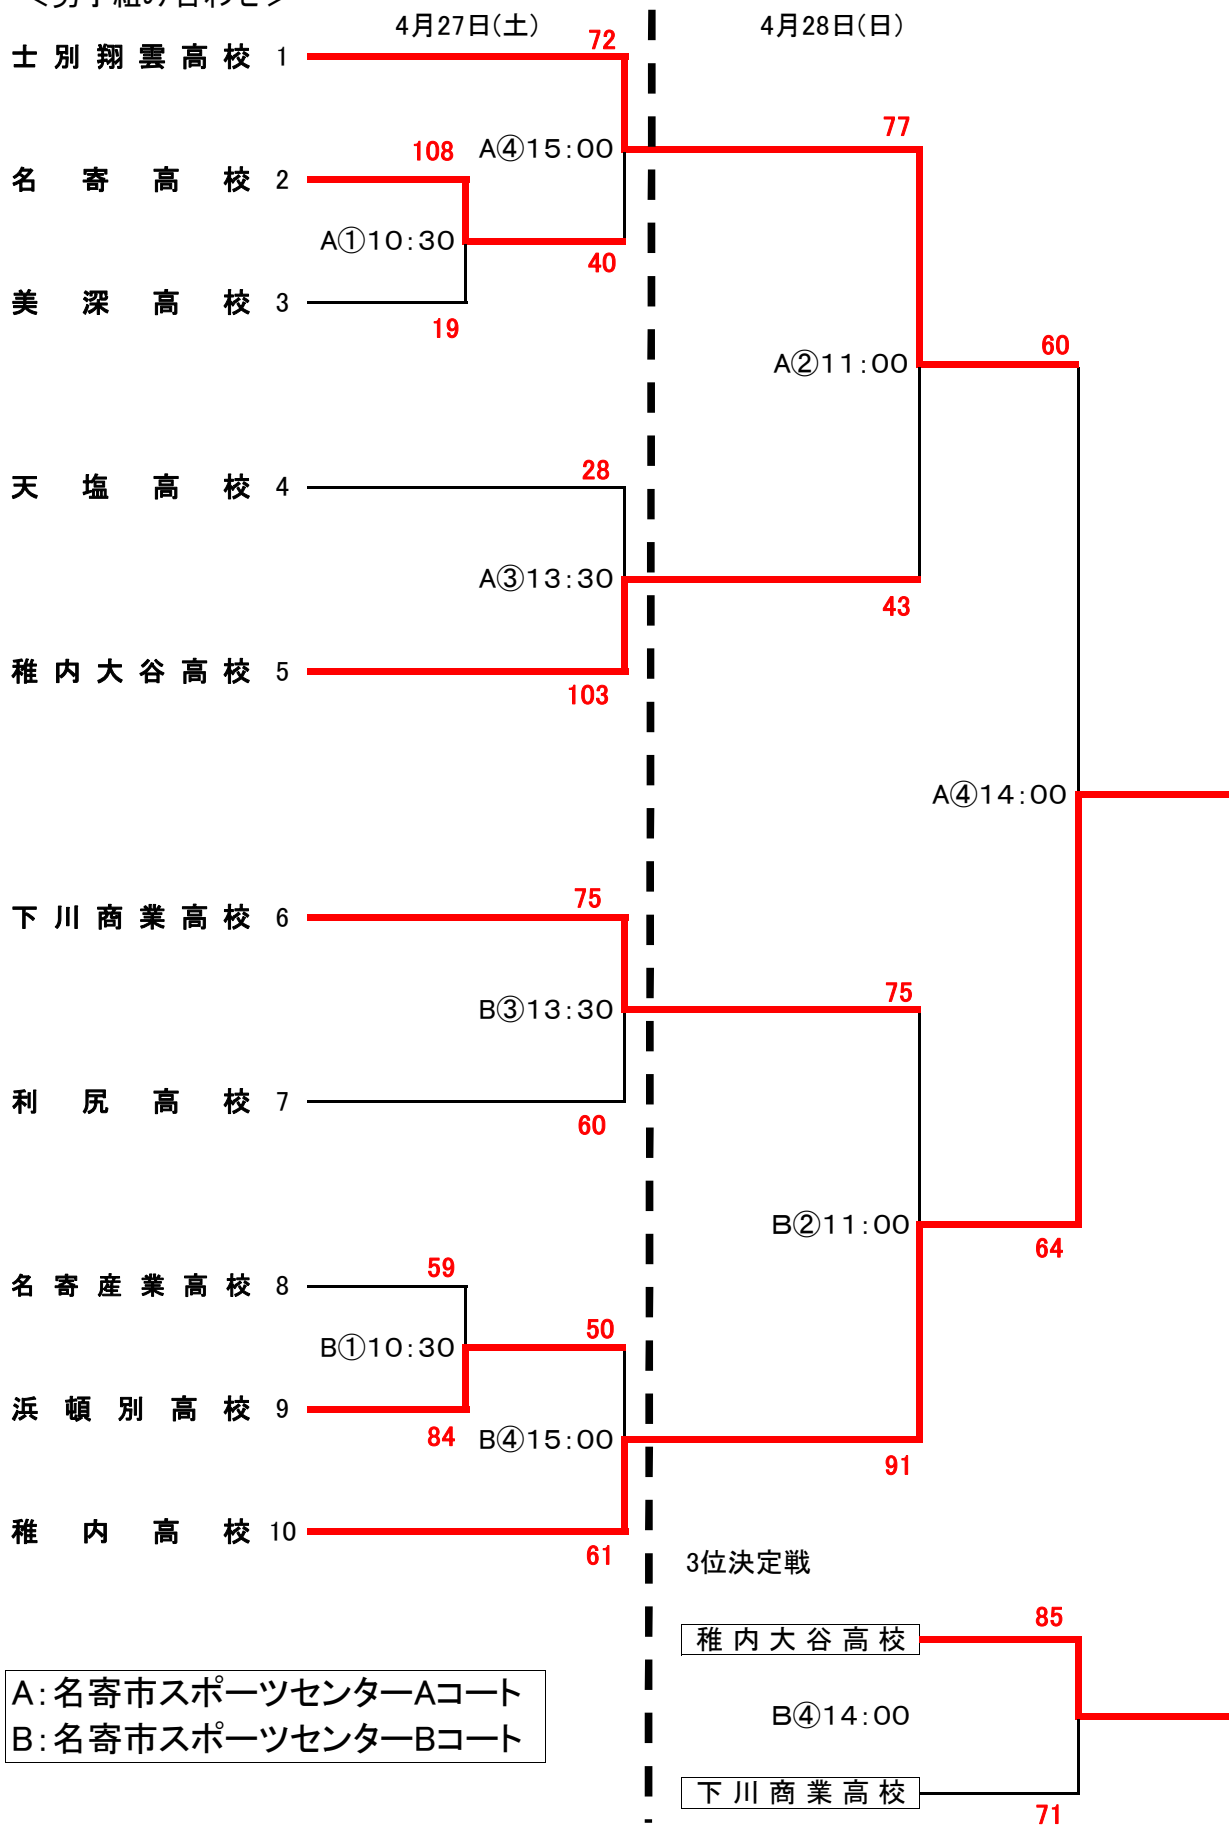 <男子組み合わせ>
4月27日(土)
4月28日(日)
士別翔雲高校 1
72
77
A④15:00
108
名寄高校 2
A①10:30
40
美深高校 3
19
60
A②11:00
28
天塩高校 4
A③13:30
43
稚内大谷高校 5
103
A④14:00
75
下川商業高校 6
75
B③13:30
利尻高校 7
60
B②11:00
64
59
名寄産業高校 8
50
B①10:30
浜頓別高校 9
84
B④15:00
91
稚内高校 10
61
3位決定戦
85
稚内大谷高校
B④14:00
下川商業高校
71
A:名寄市スポーツセンターAコート
B:名寄市スポーツセンターBコート